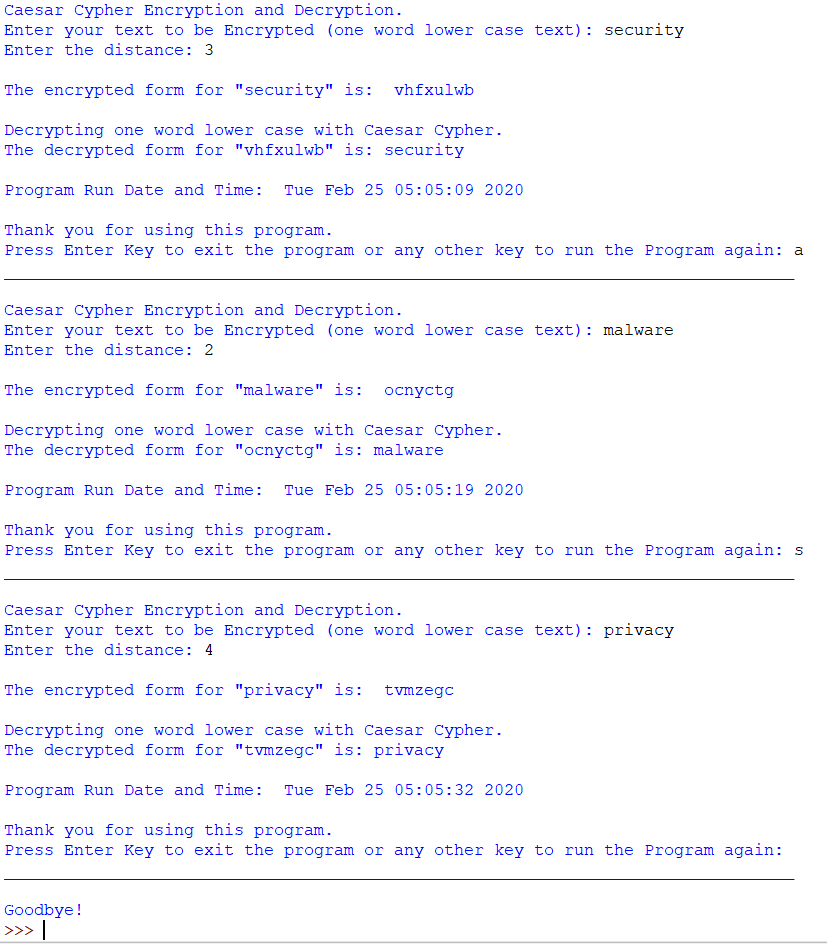 Caesar Cypher Encryption and Decryption.
Enter your text to be Encrypted (one word lower case text): security
Enter the distance: 3
The encrypted form for "security" is:  vhfxulwb
Decrypting one word lower case with Caesar Cypher.
The decrypted form for "vhfxulwb" is: security
Program Run Date and Time:  Tue Feb 25 05:05:09 2020
Thank you for using this program.
Press Enter Key to exit the program or any other key to run the Program again: a
_______________________________________________________________________________
Caesar Cypher Encryption and Decryption.
Enter your text to be Encrypted (one word lower case text): malware
Enter the distance: 2
The encrypted form for "malware" is:  ocnyctg
Decrypting one word lower case with Caesar Cypher.
The decrypted form for "ocnyctg" is: malware
Program Run Date and Time:  Tue Feb 25 05:05:19 2020
Thank you for using this program.
Press Enter Key to exit the program or any other key to run the Program again: s
_______________________________________________________________________________
Caesar Cypher Encryption and Decryption.
Enter your text to be Encrypted (one word lower case text): privacy
Enter the distance: 4
The encrypted form for "privacy" is:  tvmzegc
Decrypting one word lower case with Caesar Cypher.
The decrypted form for "tvmzegc" is: privacy
Program Run Date and Time:  Tue Feb 25 05:05:32 2020
Thank you for using this program.
Press Enter Key to exit the program or any other key to run the Program again:
_______________________________________________________________________________
Goodbye!
>>>